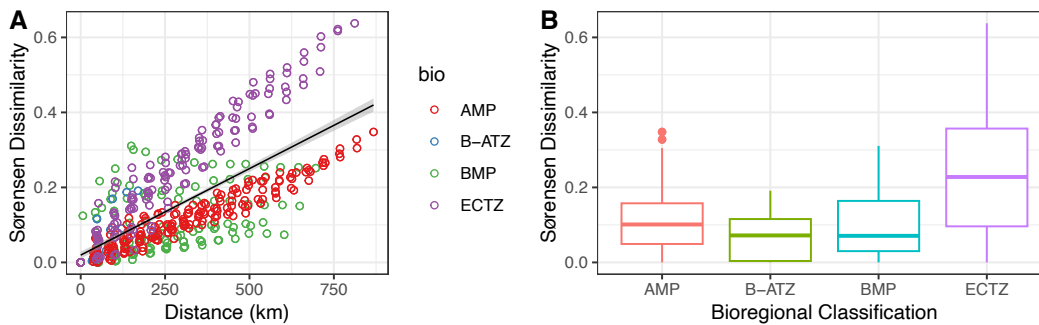 A
Sørensen Dissimilarity
0.6
0.4
0.2
0.0
0
250
500
750
Distance (km)
bio
AMP
B−ATZ
BMP
ECTZ
B
Sørensen Dissimilarity
0.6
0.4
0.2
0.0
AMP
B−ATZ
BMP
ECTZ
Bioregional Classification